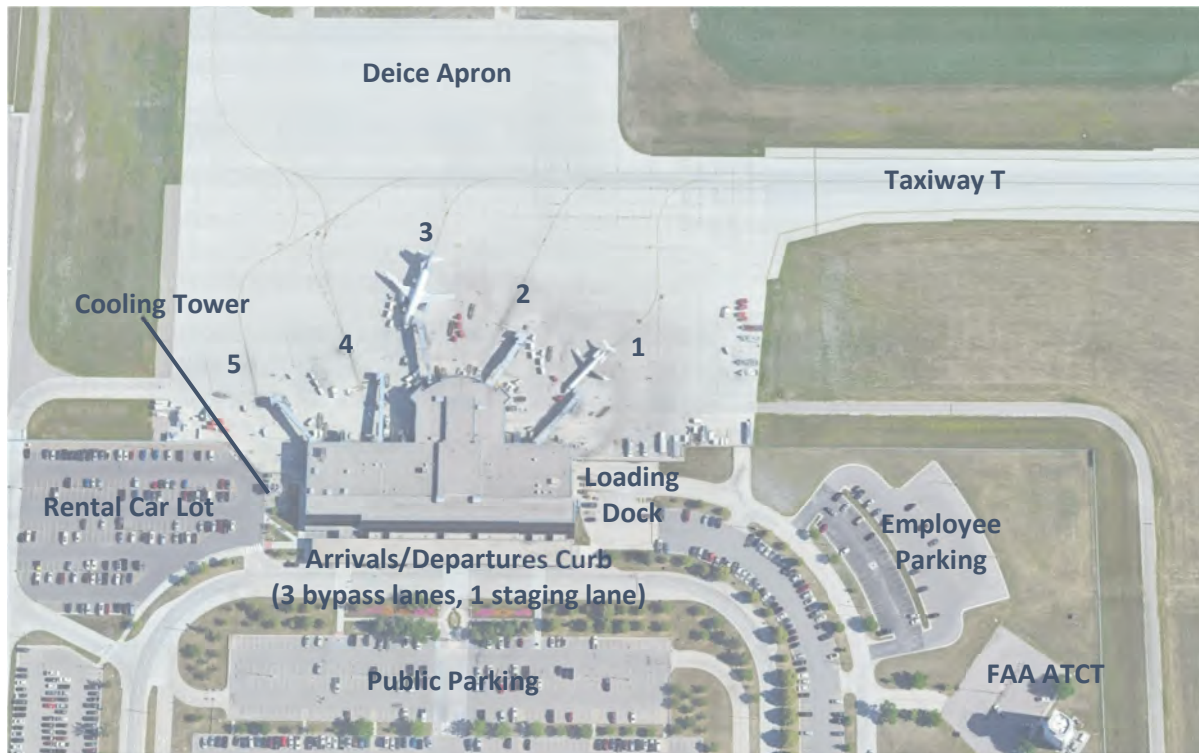 Deice Apron
Taxiway T
3
2
Cooling Tower
4
1
5
Loading
Dock
Rental Car Lot
Employee
Parking
Arrivals/Departures Curb
(3 bypass lanes, 1 staging lane)
Public Parking
FAA ATCT